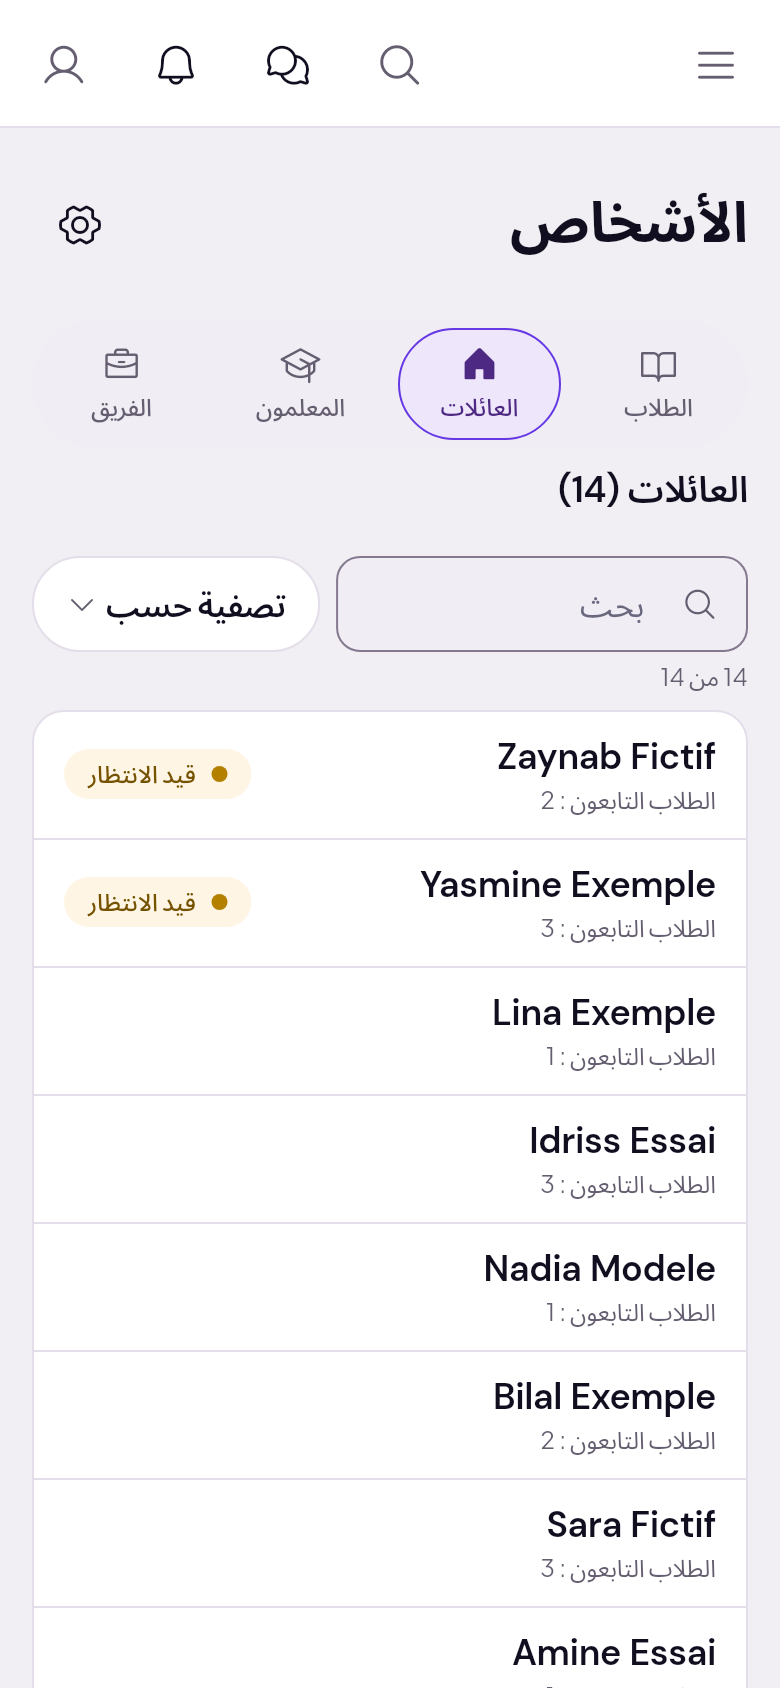 الأشخاص
الطلاب
العائلات
المعلمون
الفريق
العائلات (14)
بحث
تصفية حسب
14 من 14
Zaynab Fictif
قيد الانتظار
الطلاب التابعون : 2
Yasmine Exemple
قيد الانتظار
الطلاب التابعون : 3
Lina Exemple
الطلاب التابعون : 1
Idriss Essai
الطلاب التابعون : 3
Nadia Modele
الطلاب التابعون : 1
Bilal Exemple
الطلاب التابعون : 2
Sara Fictif
الطلاب التابعون : 3
Amine Essai